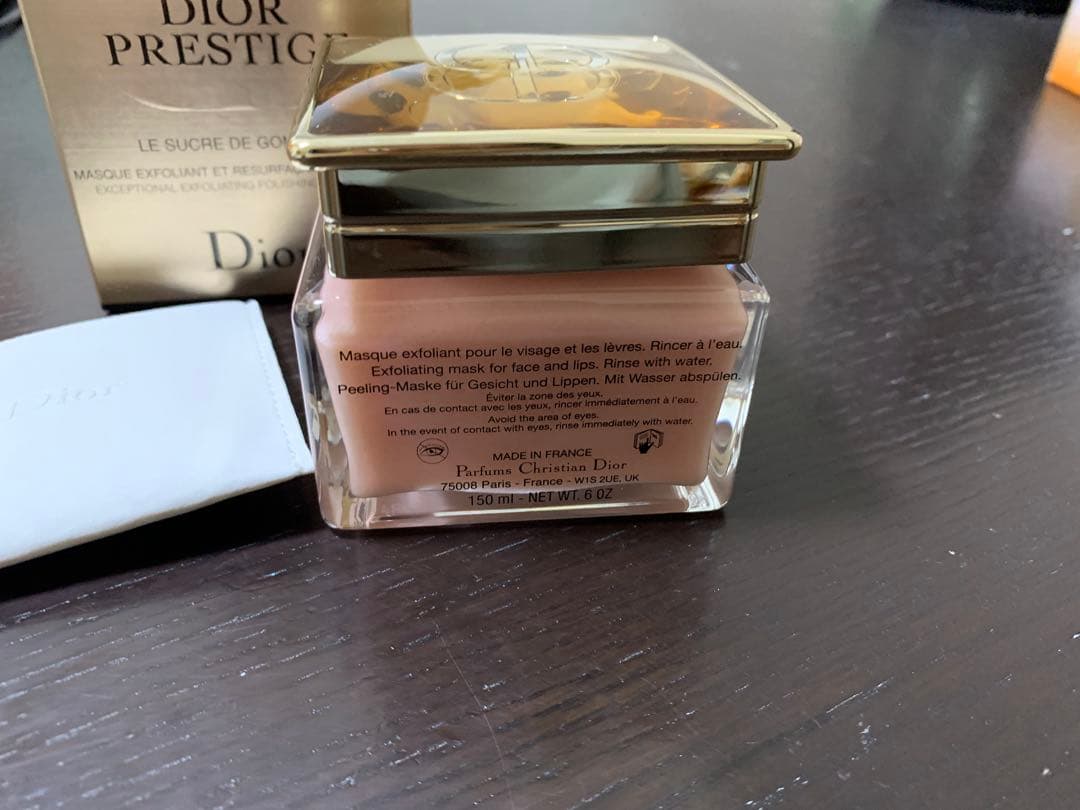 DIOR
PRESTIGE
LE SUCRE DE
MASQUE EXFOLIANT ET
EXCEPTIONAL EXFOLIATING
Dior
Dior
Masque exfoliant pour le visage et les lèvres. Rincer à l'eau.
Exfoliating mask for face and lips. Rinse with water.
Peeling-Maske für Gesicht und Lippen. Mit Wasser abspülen.
Éviter la zone des yeux.
En cas de contact avec les yeux, rincer immédiatement à l'eau.
Avoid the area of eyes.
In the event of contact with eyes, rinse immediately with water.
MADE IN FRANCE
Parfums Christian Dior
75008 Paris - France - W1S 2UE, UK
150 ml - NET WT. 6 OZ